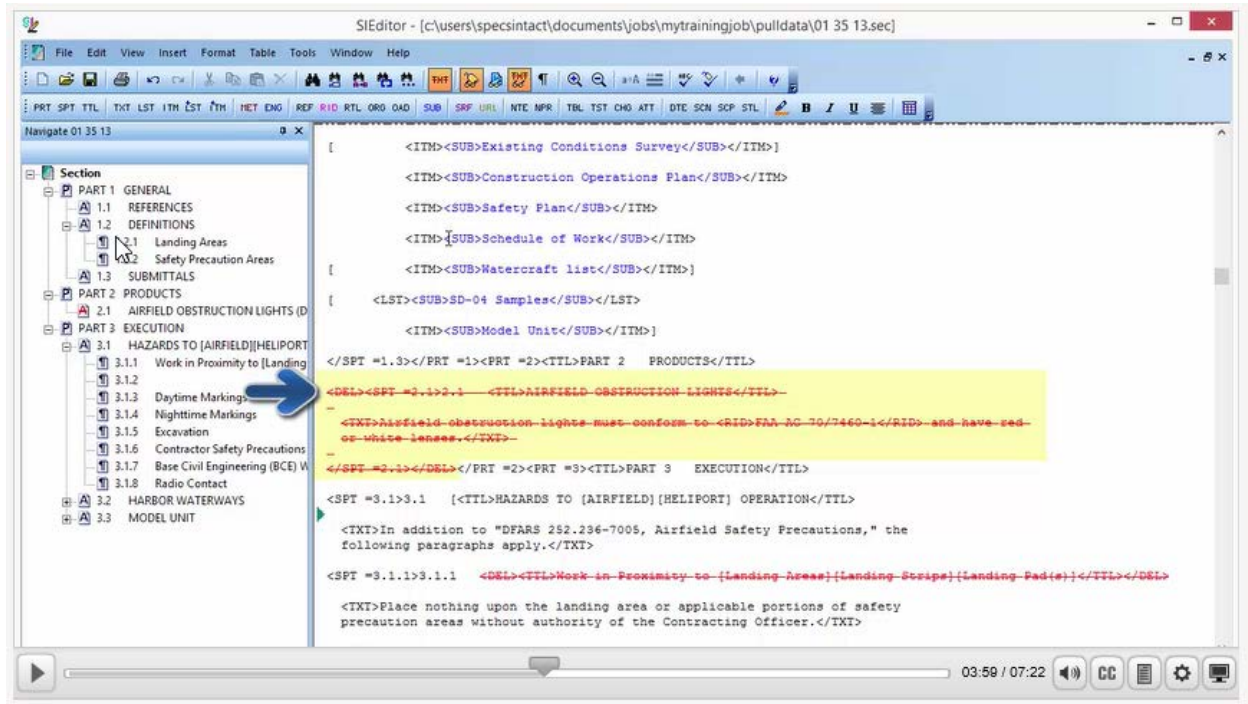 SIEditor - [c:\users\specsintact\documents\jobs\mytrainingjob\pulldata\01 35 13.sec]
File Edit View Insert Format Table Tools Window Help
THT
PRT SPT TTL TXT LST ITM MET ENG REF RID RTL ORG OAD SUB SRF URL NTE NPR TBL TST CHG ATT DTE SCN SCP STL B I U
Navigate 01 35 13
Section
PART 1 GENERAL
1.1 REFERENCES
1.2 DEFINITIONS
2.1 Landing Areas
Safety Precaution Areas
1.3 SUBMITTALS
PART 2 PRODUCTS
2.1 AIRFIELD OBSTRUCTION LIGHTS (D
PART 3 EXECUTION
3.1 HAZARDS TO [AIRFIELD][HELIPORT
3.1.1 Work in Proximity to [Landing
3.1.2
3.1.3 Daytime Markings
3.1.4 Nighttime Markings
3.1.5 Excavation
3.1.6 Contractor Safety Precautions
3.1.7 Base Civil Engineering (BCE) W
3.1.8 Radio Contact
3.2 HARBOR WATERWAYS
3.3 MODEL UNIT
[ <ITM><SUB>Existing Conditions Survey</SUB></ITM>]
<ITM><SUB>Construction Operations Plan</SUB></ITM>
<ITM><SUB>Safety Plan</SUB></ITM>
<ITM><SUB>Schedule of Work</SUB></ITM>
[ <ITM><SUB>Watercraft list</SUB></ITM>]
[ <LST><SUB>SD-04 Samples</SUB></LST>
<ITM><SUB>Model Unit</SUB></ITM>]
</SPT =1.3></PRT =1><PRT =2><TTL>PART 2 PRODUCTS</TTL>
<DEL><SPT =2.1>2.1 <TTL>AIRFIELD OBSTRUCTION LIGHTS</TTL>
<TXT>Airfield obstruction lights must conform to <RID>FAA AC 70/7460-1</RID> and have red
or white lenses.</TXT>
</SPT =2.1></DEL></PRT =2><PRT =3><TTL>PART 3 EXECUTION</TTL>
<SPT =3.1>3.1 [<TTL>HAZARDS TO [AIRFIELD][HELIPORT] OPERATION</TTL>
<TXT>In addition to "DFARS 252.236-7005, Airfield Safety Precautions," the
following paragraphs apply.</TXT>
<SPT =3.1.1>3.1.1 <DEL><TTL>Work in Proximity to [Landing Areas][Landing Strips][Landing Pad(s)]</TTL></DEL>
<TXT>Place nothing upon the landing area or applicable portions of safety
precaution areas without authority of the Contracting Officer.</TXT>
03:59 / 07:22
CC